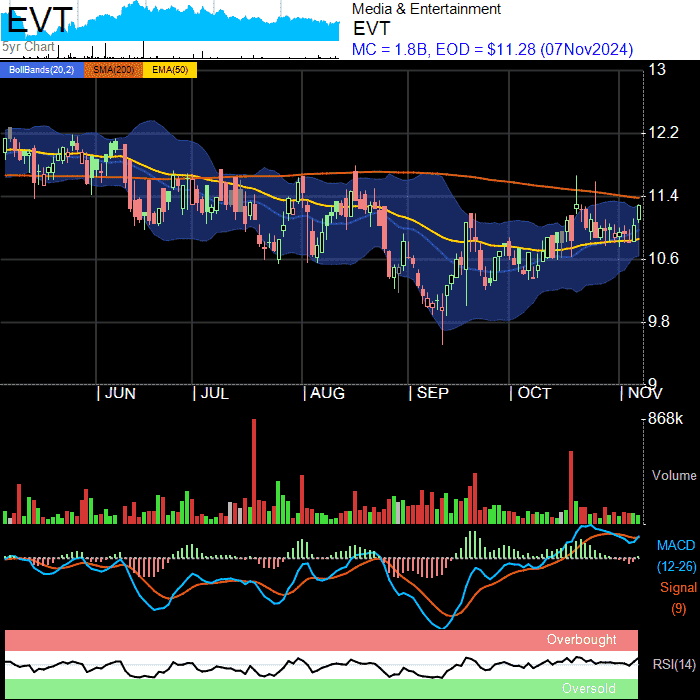 EVT
5yr Chart
Media & Entertainment
EVT
MC = 1.8B, EOD = $11.28 (07Nov2024)
BollBands(20,2) SMA(200) EMA(50)
13
12.2
11.4
10.6
9.8
9
JUN JUL AUG SEP OCT NOV
868k
Volume
MACD
(12-26)
Signal
(9)
Overbought
RSI(14)
Oversold